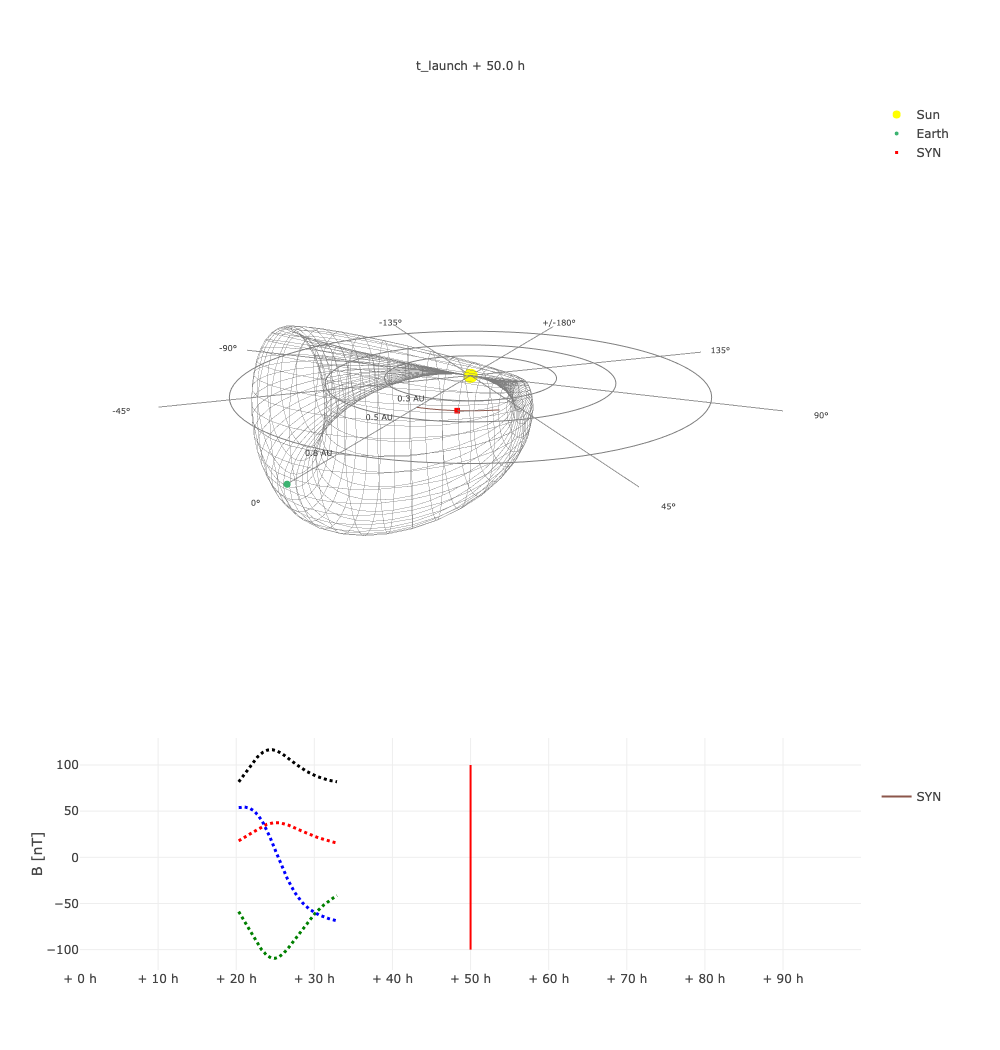 t_launch + 50.0 h
Sun
Earth
SYN
-135°
+/-180°
-90°
135°
-45°
0.3 AU
90°
0.5 AU
0.8 AU
0°
45°
100
50
0
−50
−100
B [nT]
SYN
+ 0 h
+ 10 h
+ 20 h
+ 30 h
+ 40 h
+ 50 h
+ 60 h
+ 70 h
+ 80 h
+ 90 h